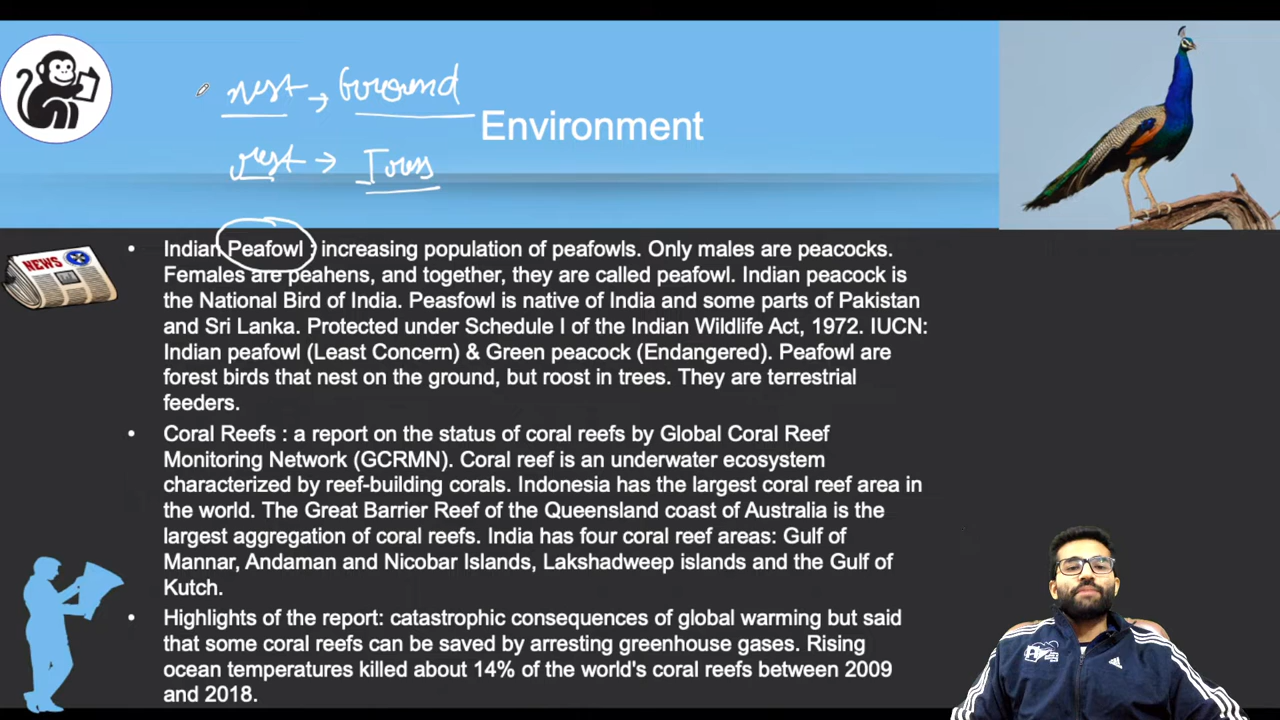 nest → Ground
Environment
rest → Trees
Indian Peafowl : increasing population of peafowls. Only males are peacocks.
NEWS
Females are peahens, and together, they are called peafowl. Indian peacock is
the National Bird of India. Peasfowl is native of India and some parts of Pakistan
and Sri Lanka. Protected under Schedule I of the Indian Wildlife Act, 1972. IUCN:
Indian peafowl (Least Concern) & Green peacock (Endangered). Peafowl are
forest birds that nest on the ground, but roost in trees. They are terrestrial
feeders.
Coral Reefs : a report on the status of coral reefs by Global Coral Reef
Monitoring Network (GCRMN). Coral reef is an underwater ecosystem
characterized by reef-building corals. Indonesia has the largest coral reef area in
the world. The Great Barrier Reef of the Queensland coast of Australia is the
largest aggregation of coral reefs. India has four coral reef areas: Gulf of
Mannar, Andaman and Nicobar Islands, Lakshadweep islands and the Gulf of
Kutch.
Highlights of the report: catastrophic consequences of global warming but said
that some coral reefs can be saved by arresting greenhouse gases. Rising
ocean temperatures killed about 14% of the world's coral reefs between 2009
and 2018.